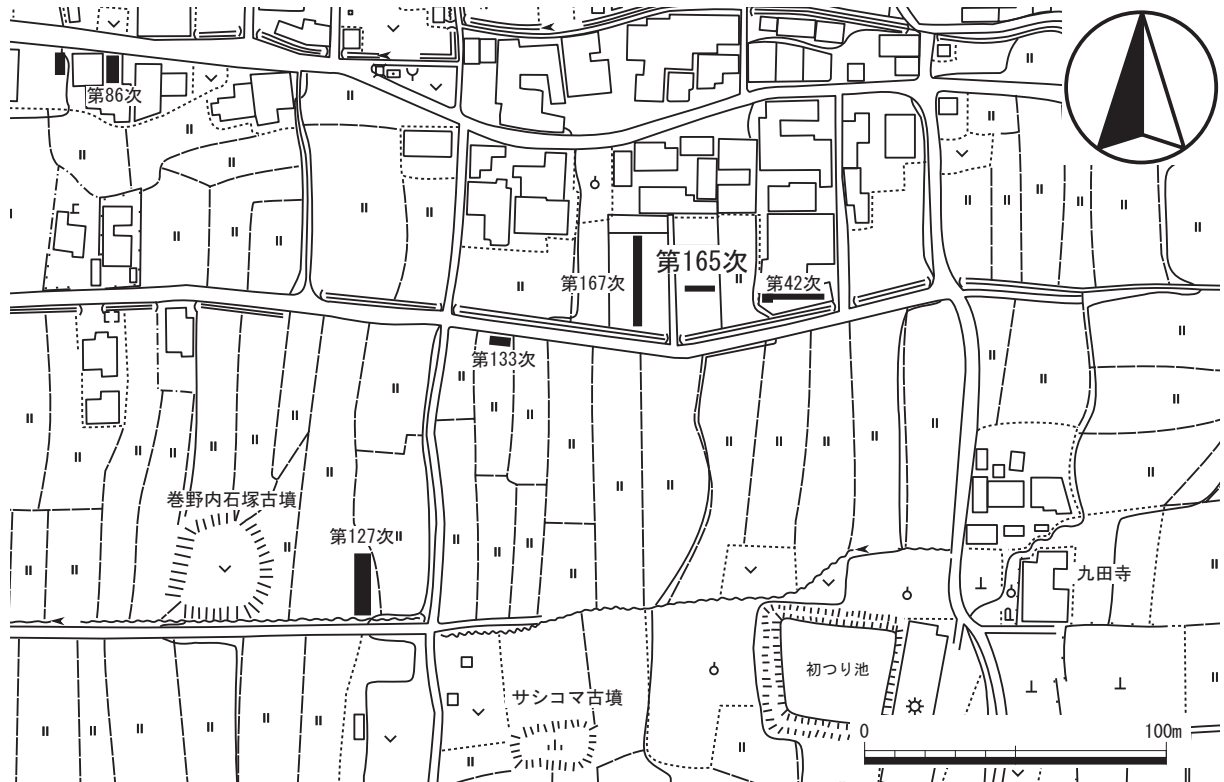 第86次
第165次
第167次
第42次
第133次
巻野内石塚古墳
第127次
九田寺
初つり池
サシコマ古墳
0
100m